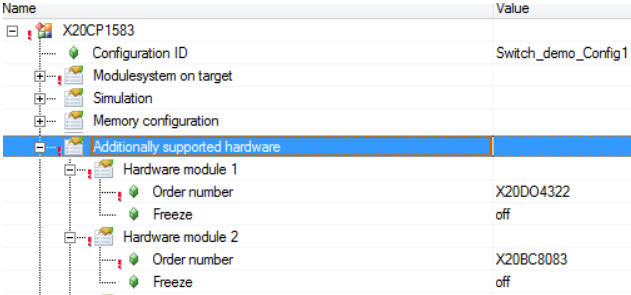 Name Value
X20CP1583
Configuration ID Switch_demo_Config1
Modulesystem on target
Simulation
Memory configuration
Additionally supported hardware
Hardware module 1
Order number X20DO4322
Freeze off
Hardware module 2
Order number X20BC8083
Freeze off